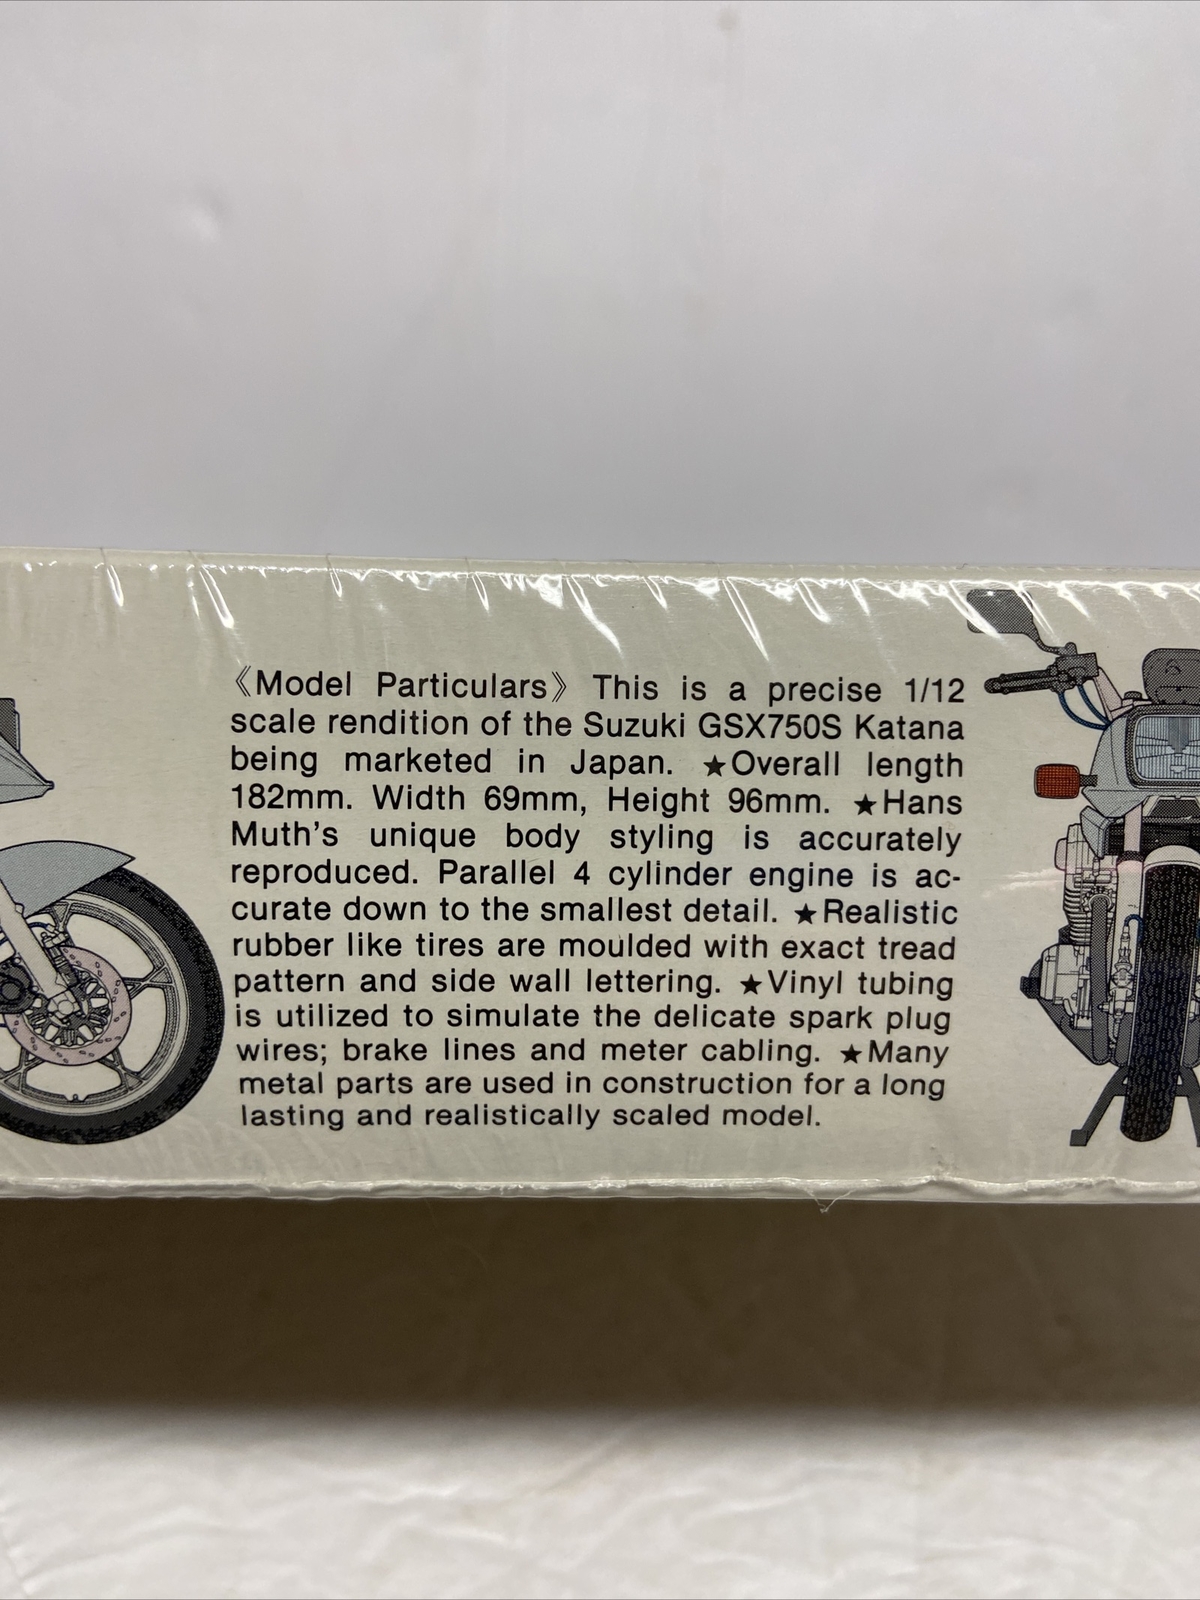 《Model Particulars》 This is a precise 1/12
scale rendition of the Suzuki GSX750S Katana
being marketed in Japan. ★Overall length
182mm. Width 69mm, Height 96mm. ★Hans
Muth's unique body styling is accurately
reproduced. Parallel 4 cylinder engine is ac-
curate down to the smallest detail. ★Realistic
rubber like tires are moulded with exact tread
pattern and side wall lettering. ★Vinyl tubing
is utilized to simulate the delicate spark plug
wires; brake lines and meter cabling. ★Many
metal parts are used in construction for a long
lasting and realistically scaled model.